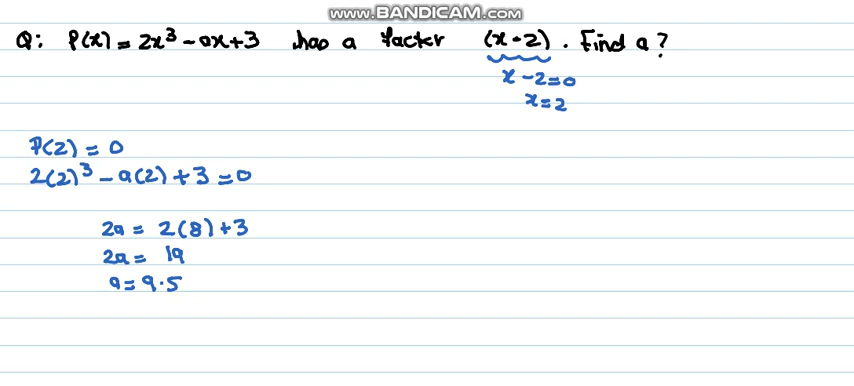 www.BANDICAM.com
Q: P(x) = 2x³ - ax + 3 has a factor (x - 2). Find a?
x - 2 = 0
x = 2
P(2) = 0
2(2)³ - a(2) + 3 = 0
2a = 2(8) + 3
2a = 19
a = 9.5